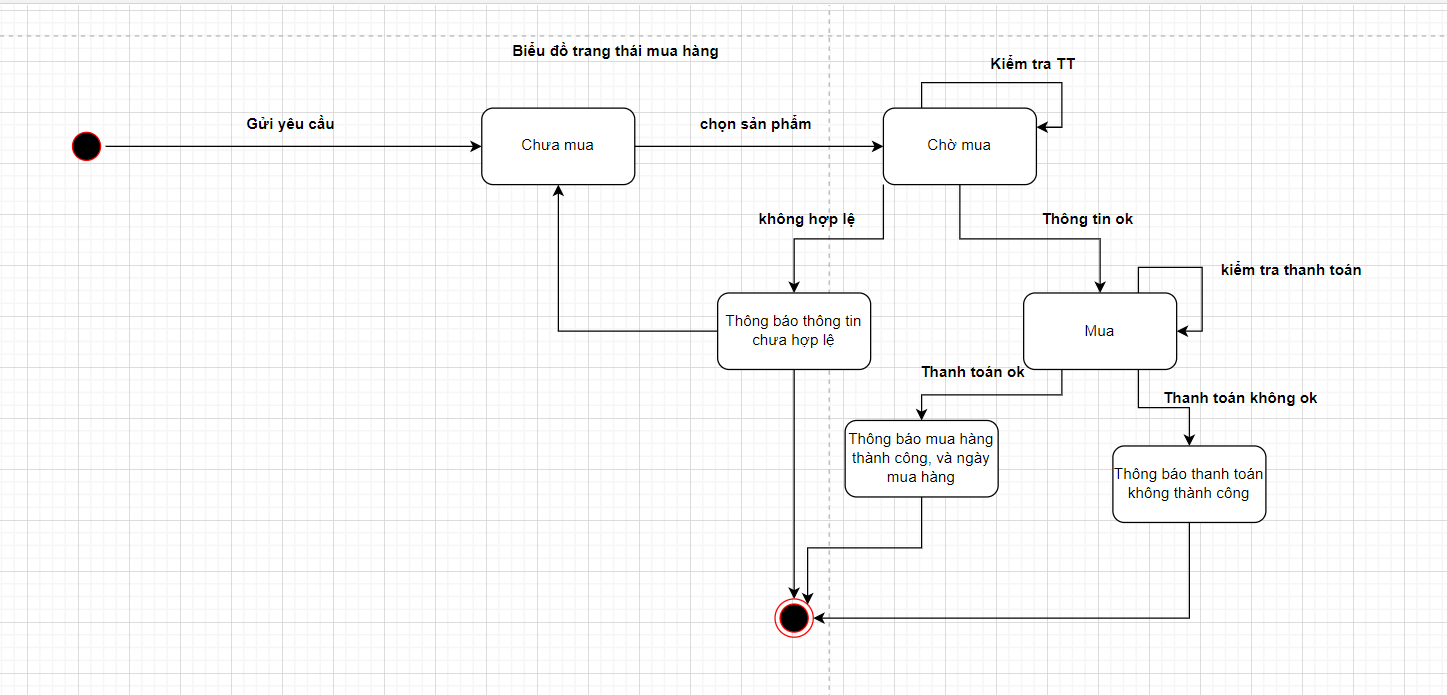 Biểu đồ trang thái mua hàng
Kiểm tra TT
Gửi yêu cầu
chọn sản phẩm
Chưa mua
Chờ mua
không hợp lệ
Thông tin ok
kiểm tra thanh toán
Thông báo thông tin
chưa hợp lệ
Mua
Thanh toán ok
Thanh toán không ok
Thông báo mua hàng
thành công, và ngày
mua hàng
Thông báo thanh toán
không thành công